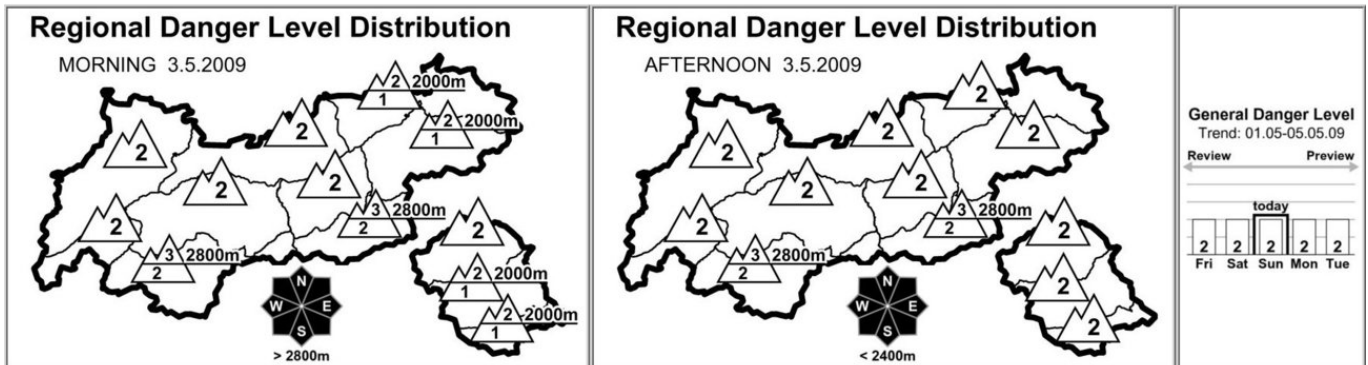 Regional Danger Level Distribution
MORNING 3.5.2009
2 2000m
1
2
2
2000m
1
2
2
2
2
3 2800m
2
2
3 2800m
2
2 2000m
1
2 2000m
1
N
W E
S
> 2800m
Regional Danger Level Distribution
AFTERNOON 3.5.2009
2
2
2
2
2
2
2
3 2800m
2
2
3 2800m
2
2
2
N
W E
S
< 2400m
General Danger Level
Trend: 01.05-05.05.09
Review Preview
today
2 2 2 2 2
Fri Sat Sun Mon Tue